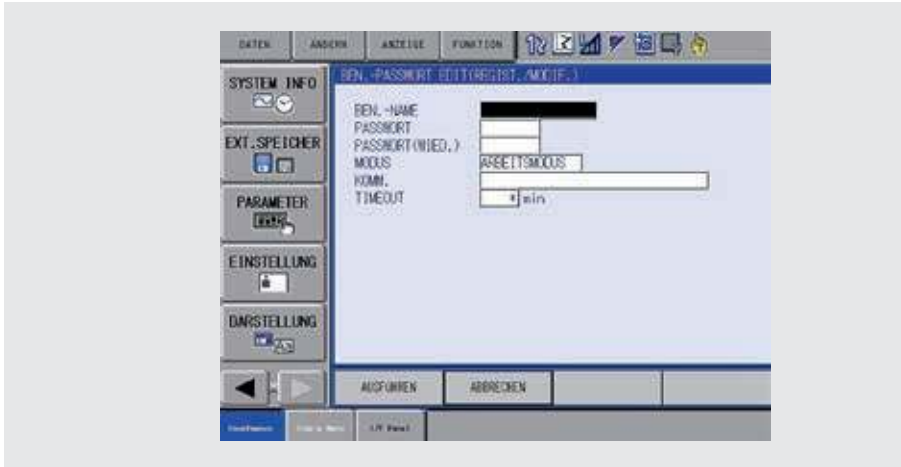 DATEN ÄNDERN ANZEIGE FUNKTION
SYSTEM INFO
EXT.SPEICHER
PARAMETER
EINSTELLUNG
DARSTELLUNG
BEN.-PASSWORT EDIT(REGIST./MODIF.)
BEN.-NAME
PASSWORT
PASSWORT(WIED.)
MODUS ARBEITSMODUS
KOMM.
TIMEOUT * min
AUSFÜHREN ABBRECHEN